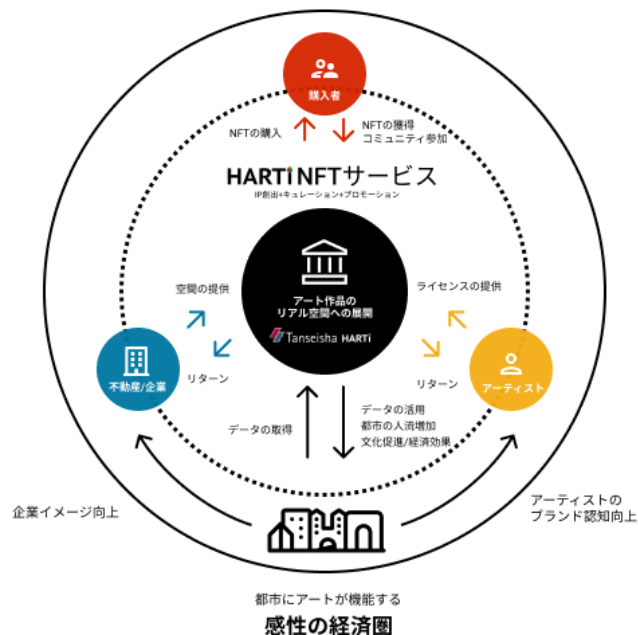 購入者
NFTの購入
NFTの獲得
コミュニティ参加
HARTi NFTサービス
IP創出+キュレーション+プロモーション
空間の提供
ライセンスの提供
アート作品の
リアル空間への展開
Tanseisha HARTi
不動産/企業
リターン
リターン
アーティスト
データの取得
データの活用
都市の人流増加
文化促進/経済効果
企業イメージ向上
アーティストの
ブランド認知向上
都市にアートが機能する
感性の経済圏